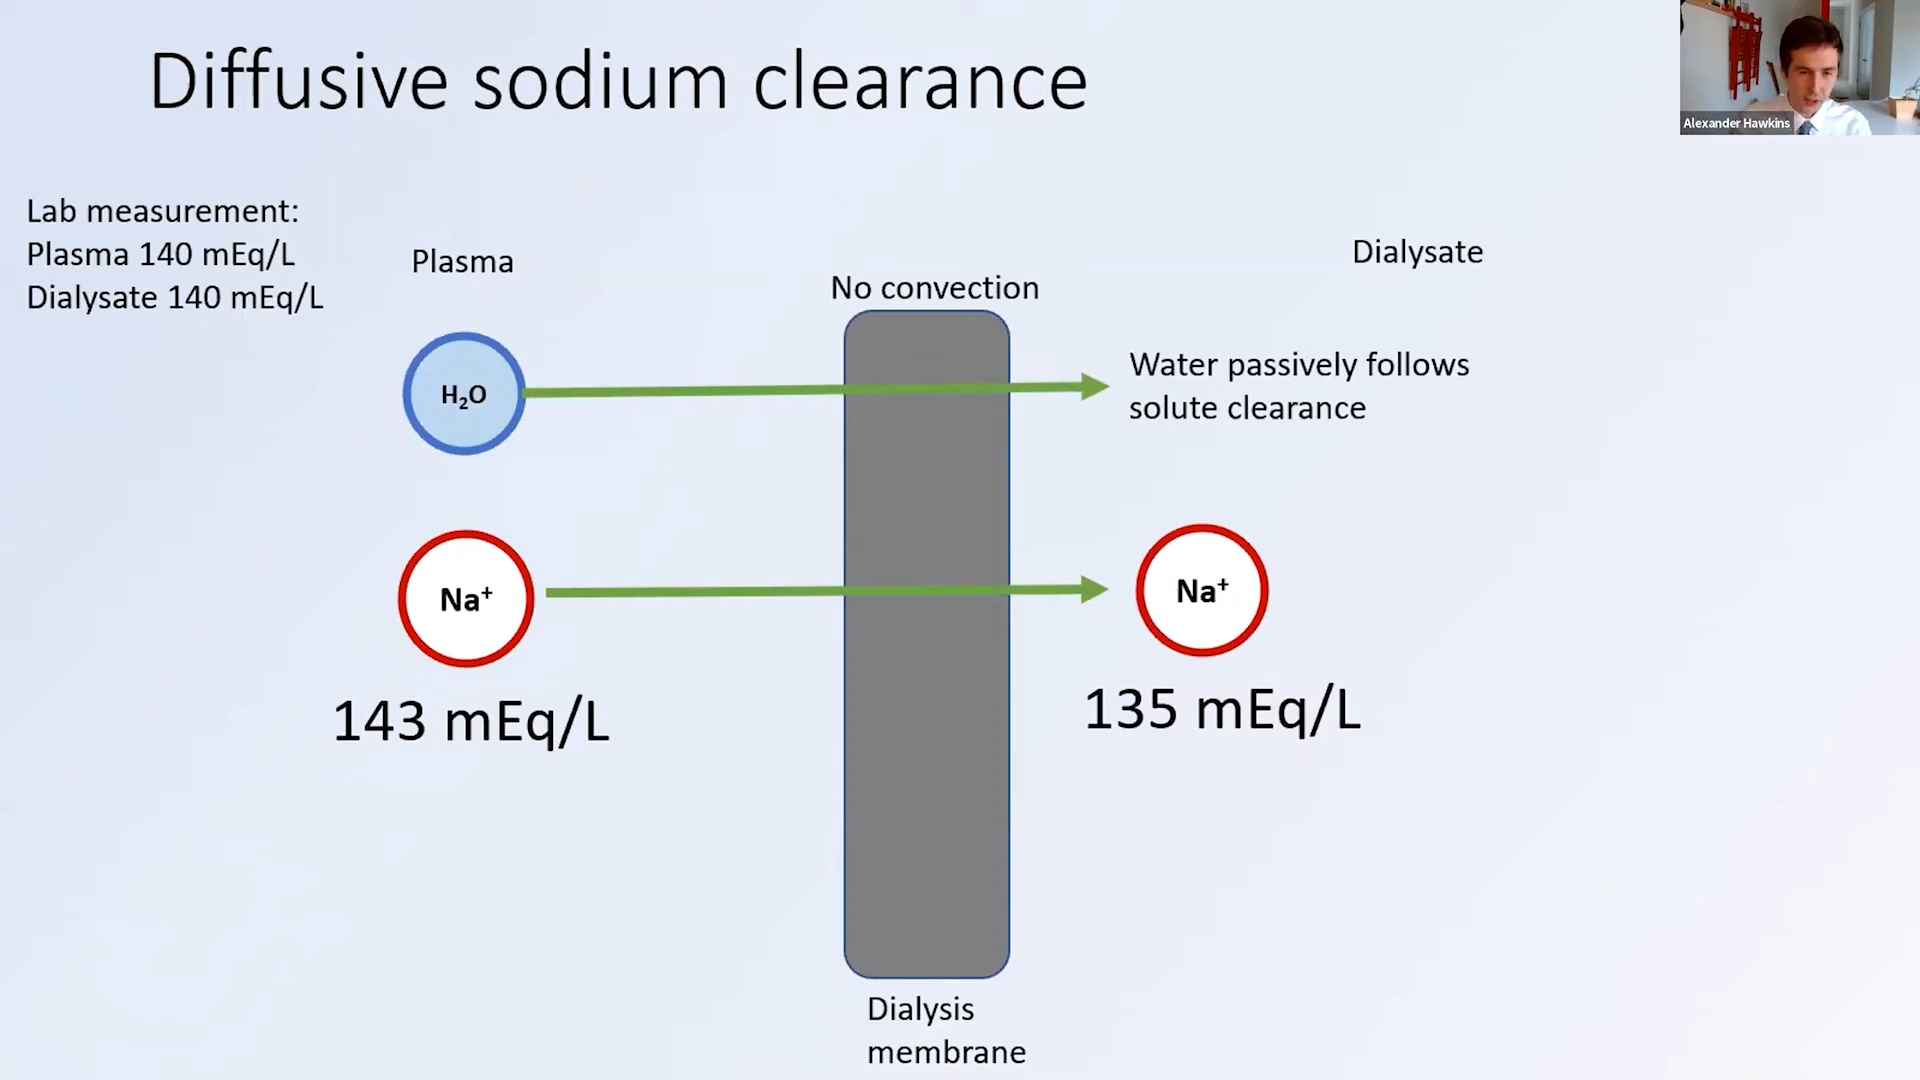 Diffusive sodium clearance
Alexander Hawkins
Lab measurement:
Plasma 140 mEq/L
Dialysate 140 mEq/L
Plasma
Dialysate
No convection
H₂O
Water passively follows
solute clearance
Na⁺
Na⁺
143 mEq/L
135 mEq/L
Dialysis
membrane